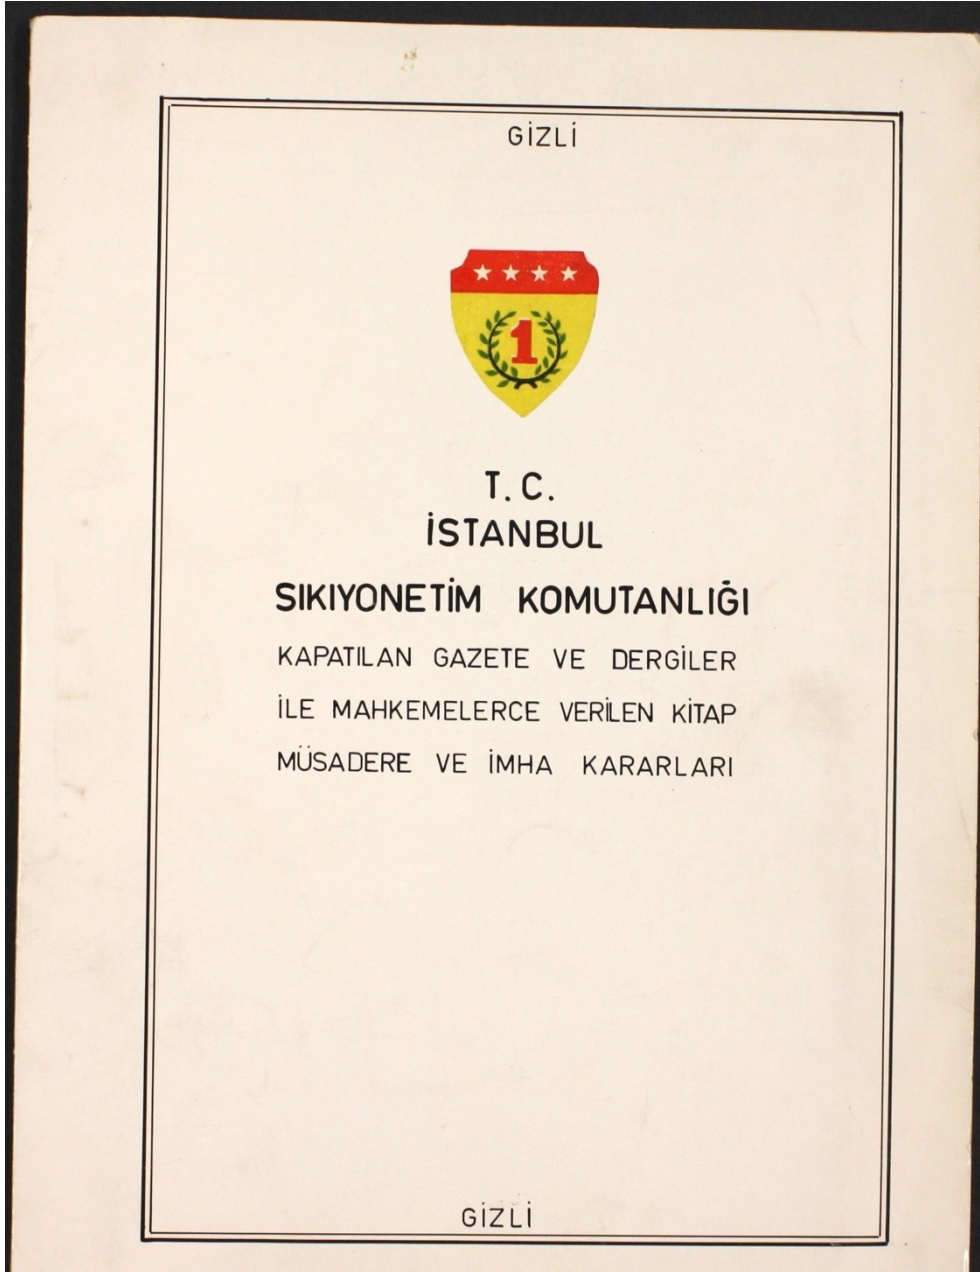 GİZLİ
1
T. C.
İSTANBUL
SIKIYONETİM KOMUTANLIĞI
KAPATILAN GAZETE VE DERGİLER
İLE MAHKEMELERCE VERİLEN KİTAP
MÜSADERE VE İMHA KARARLARI
GİZLİ